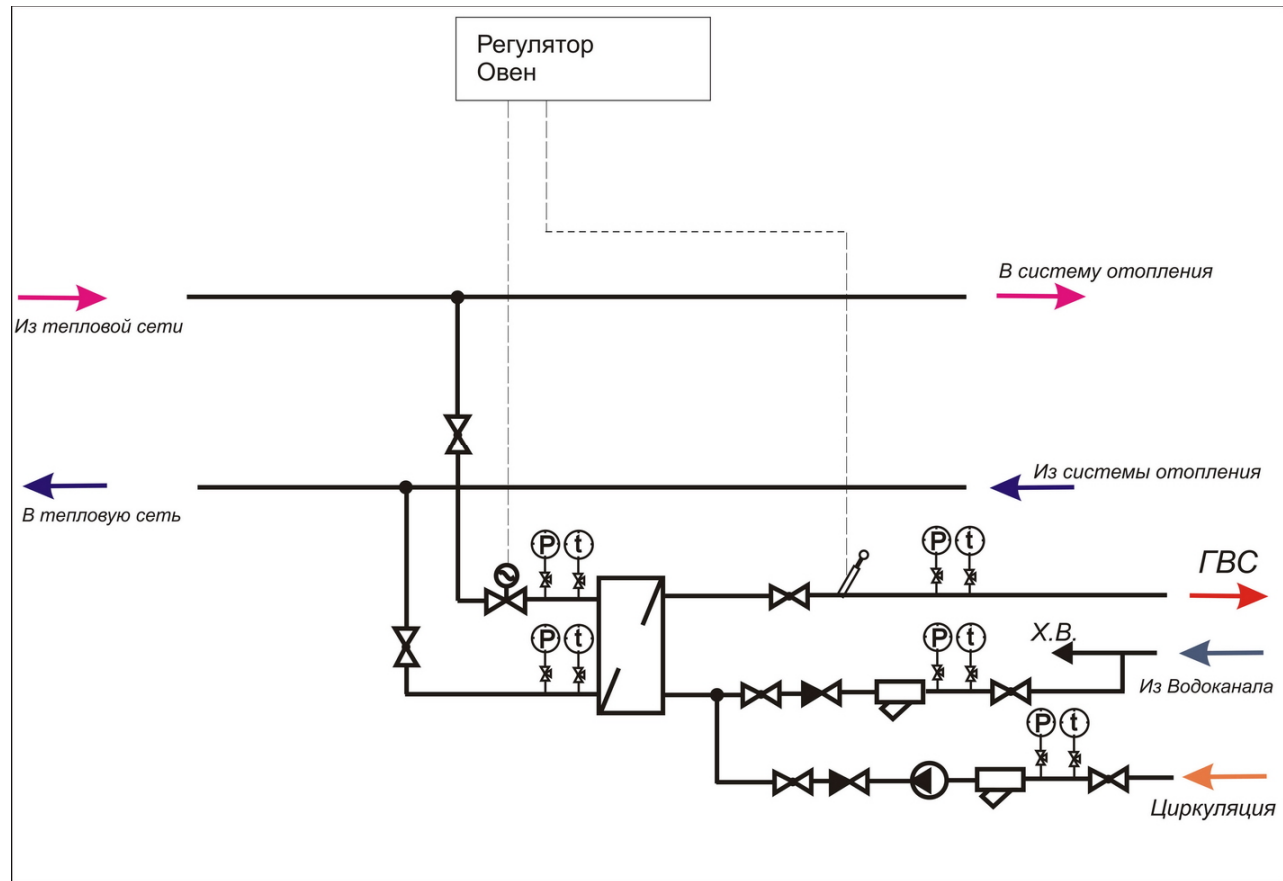 Регулятор
Овен
В систему отопления
Из тепловой сети
Из системы отопления
В тепловую сеть
P t
P t
ГВС
P t
P t
Х.В.
Из Водоканала
P t
Циркуляция